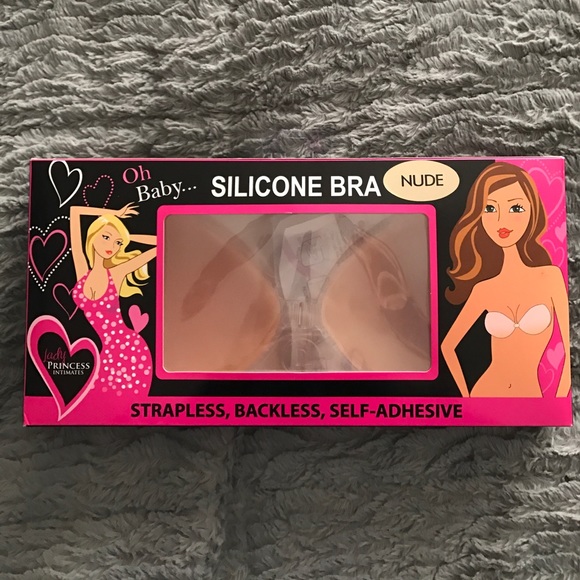 Oh
Baby...
SILICONE BRA
NUDE
Lady
PRINCESS
INTIMATES
STRAPLESS, BACKLESS, SELF-ADHESIVE